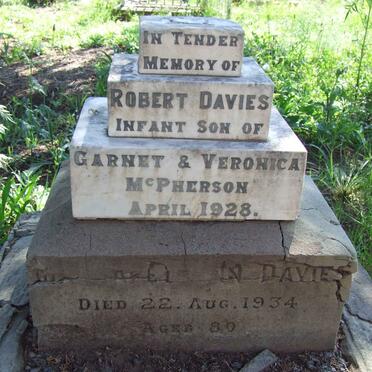 IN TENDER
MEMORY OF
ROBERT DAVIES
INFANT SON OF
GARNET & VERONICA
MCPHERSON
APRIL 1928.
DAVIES
DIED 22. AUG. 1934
AGED 80